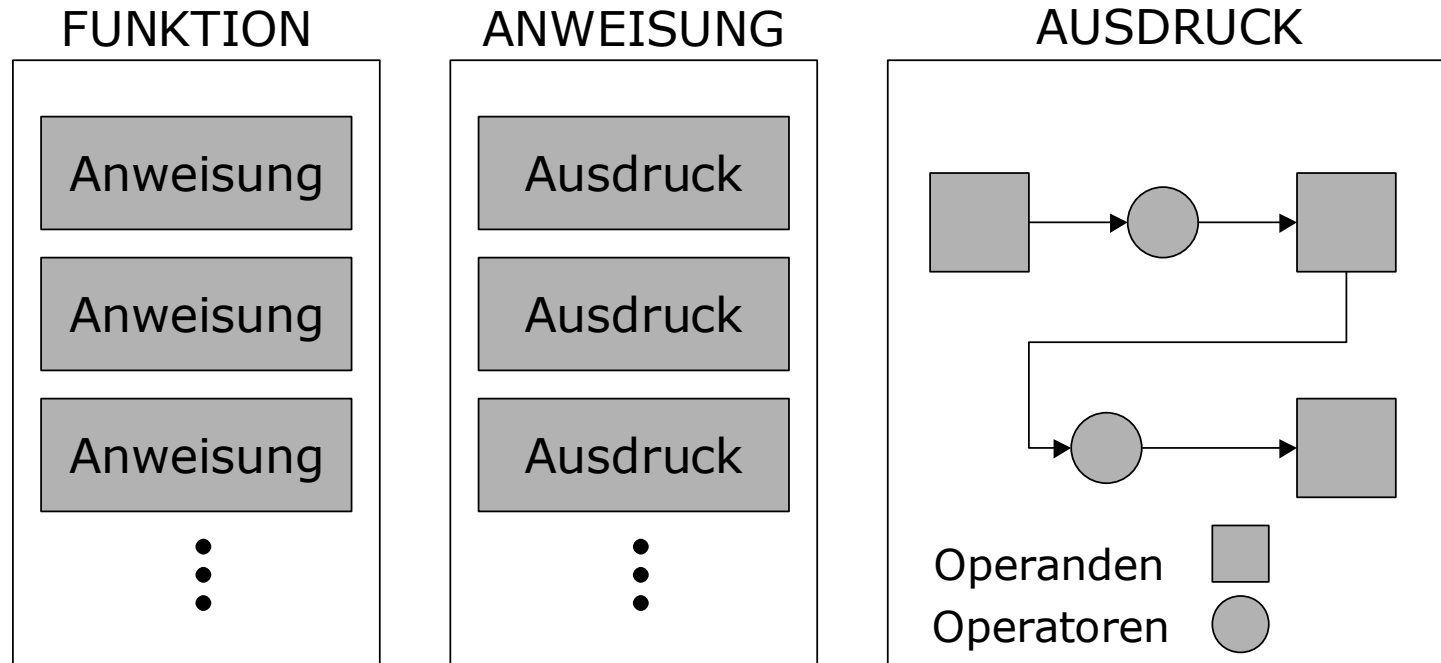 FUNKTION
Anweisung
Anweisung
Anweisung
ANWEISUNG
Ausdruck
Ausdruck
Ausdruck
AUSDRUCK
Operanden
Operatoren